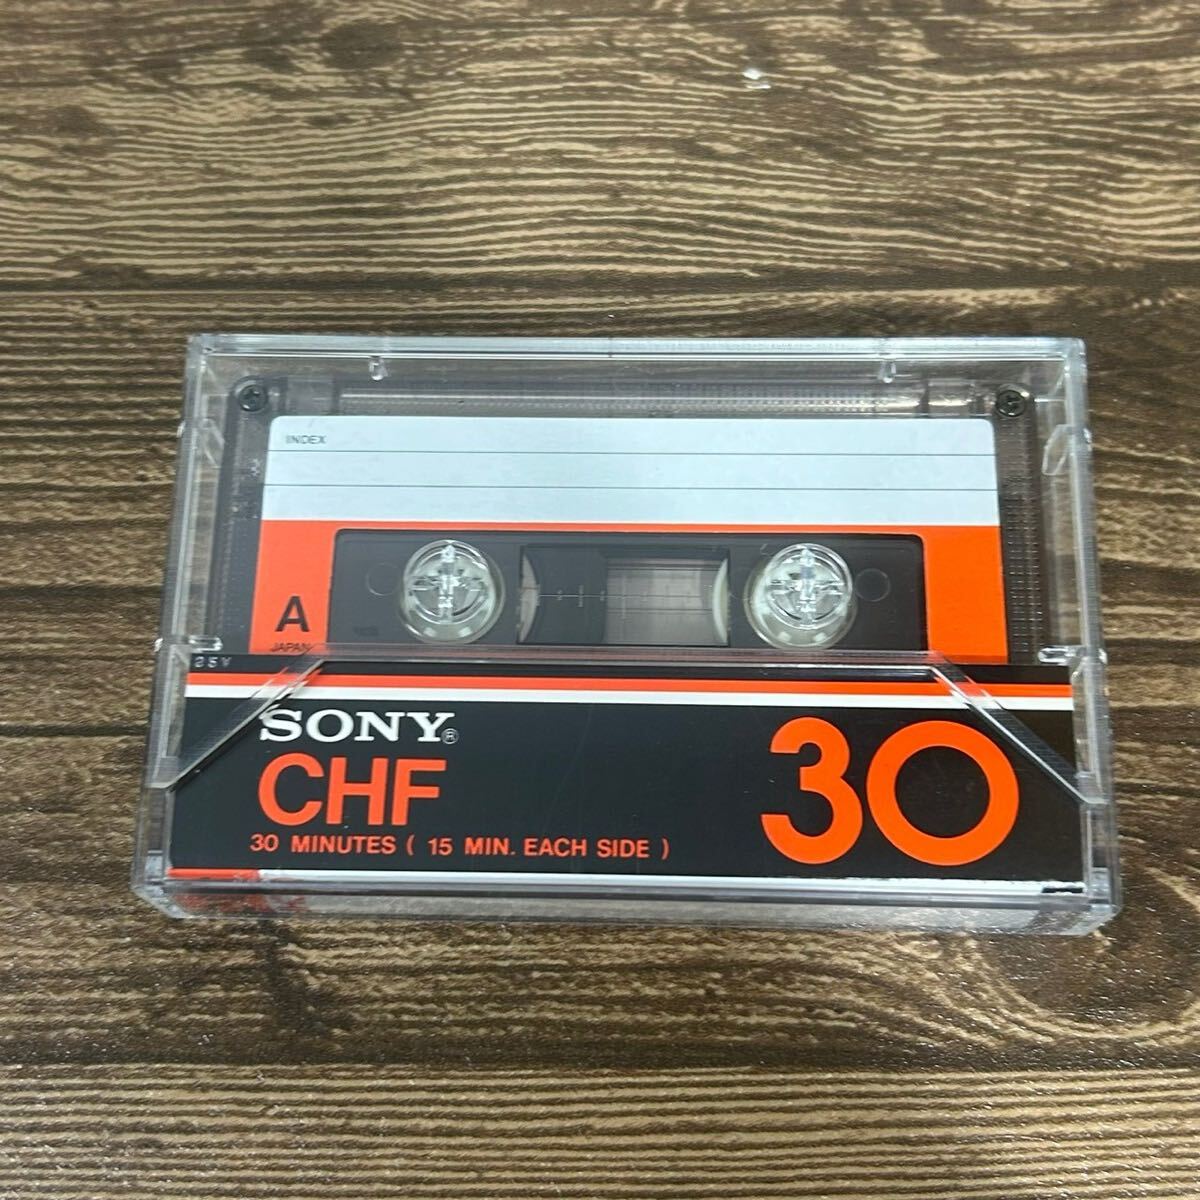 INDEX
A
JAPAN
SONY®
CHF
30
30 MINUTES ( 15 MIN. EACH SIDE )